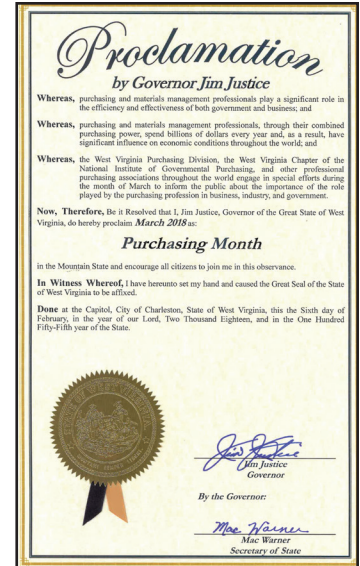 Proclamation
by Governor Jim Justice
Whereas, purchasing and materials management professionals play a significant role in
the efficiency and effectiveness of both government and business; and
Whereas, purchasing and materials management professionals, through their combined
purchasing power, spend billions of dollars every year and, as a result, have
significant influence on economic conditions throughout the world; and
Whereas, the West Virginia Purchasing Division, the West Virginia Chapter of the
National Institute of Governmental Purchasing, and other professional
purchasing associations throughout the world engage in special efforts during
the month of March to inform the public about the importance of the role
played by the purchasing profession in business, industry, and government.
Now, Therefore, Be it Resolved that I, Jim Justice, Governor of the Great State of West
Virginia, do hereby proclaim March 2018 as:
Purchasing Month
in the Mountain State and encourage all citizens to join me in this observance.
In Witness Whereof, I have hereunto set my hand and caused the Great Seal of the State
of West Virginia to be affixed.
Done at the Capitol, City of Charleston, State of West Virginia, this the Sixth day of
February, in the year of our Lord, Two Thousand Eighteen, and in the One Hundred
Fifty-Fifth year of the State.
Jim Justice
Jim Justice
Governor
By the Governor:
Mac Warner
Mac Warner
Secretary of State